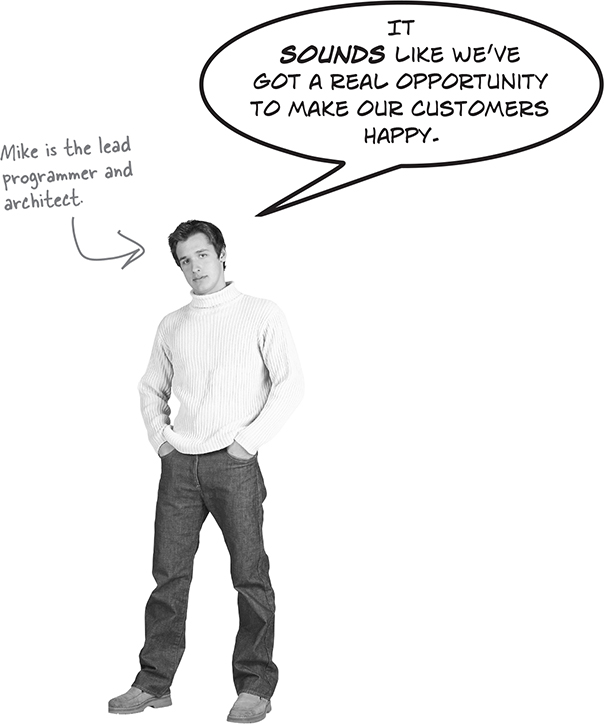 IT
SOUNDS LIKE WE'VE
GOT A REAL OPPORTUNITY
TO MAKE OUR CUSTOMERS
HAPPY.
Mike is the lead
programmer and
architect.